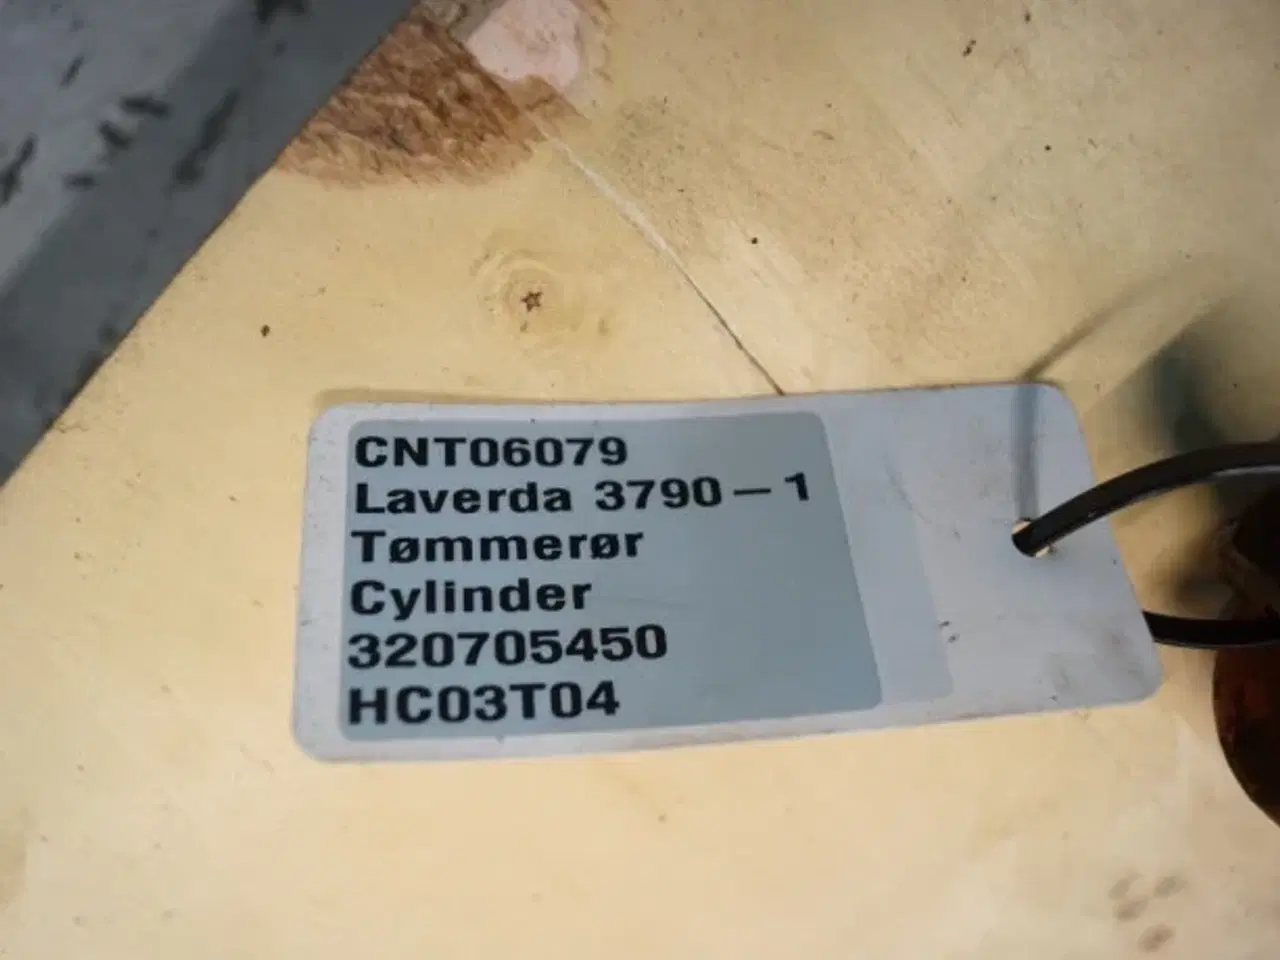 CNT06079
Laverda 3790-1
Tømmerør
Cylinder
320705450
HC03T04